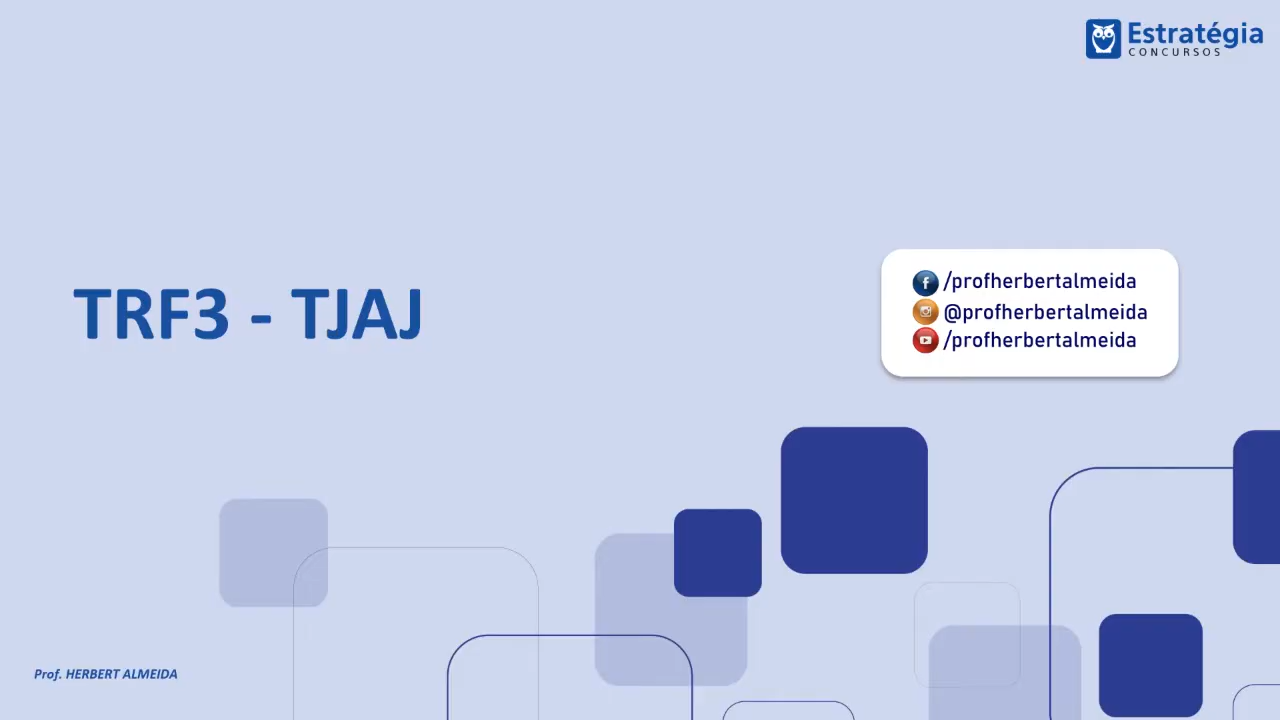 Estratégia
CONCURSOS
TRF3 - TJAJ
/profherbertalmeida
@profherbertalmeida
/profherbertalmeida
Prof. HERBERT ALMEIDA